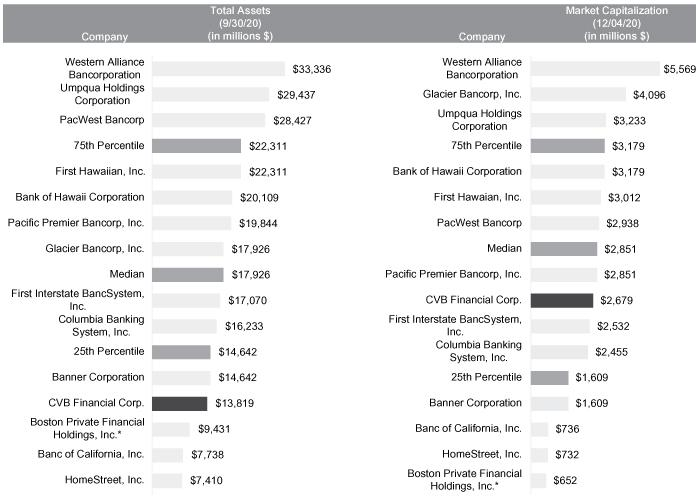 Total Assets
(9/30/20)
Company (in millions $)
Western Alliance
Bancorporation $33,336
Umpqua Holdings
Corporation $29,437
PacWest Bancorp $28,427
75th Percentile $22,311
First Hawaiian, Inc. $22,311
Bank of Hawaii Corporation $20,109
Pacific Premier Bancorp, Inc. $19,844
Glacier Bancorp, Inc. $17,926
Median $17,926
First Interstate BancSystem,
Inc. $17,070
Columbia Banking
System, Inc. $16,233
25th Percentile $14,642
Banner Corporation $14,642
CVB Financial Corp. $13,819
Boston Private Financial
Holdings, Inc.* $9,431
Banc of California, Inc. $7,738
HomeStreet, Inc. $7,410
Market Capitalization
(12/04/20)
Company (in millions $)
Western Alliance
Bancorporation $5,569
Glacier Bancorp, Inc. $4,096
Umpqua Holdings
Corporation $3,233
75th Percentile $3,179
Bank of Hawaii Corporation $3,179
First Hawaiian, Inc. $3,012
PacWest Bancorp $2,938
Median $2,851
Pacific Premier Bancorp, Inc. $2,851
CVB Financial Corp. $2,679
First Interstate BancSystem,
Inc. $2,532
Columbia Banking
System, Inc. $2,455
25th Percentile $1,609
Banner Corporation $1,609
Banc of California, Inc. $736
HomeStreet, Inc. $732
Boston Private Financial
Holdings, Inc.* $652